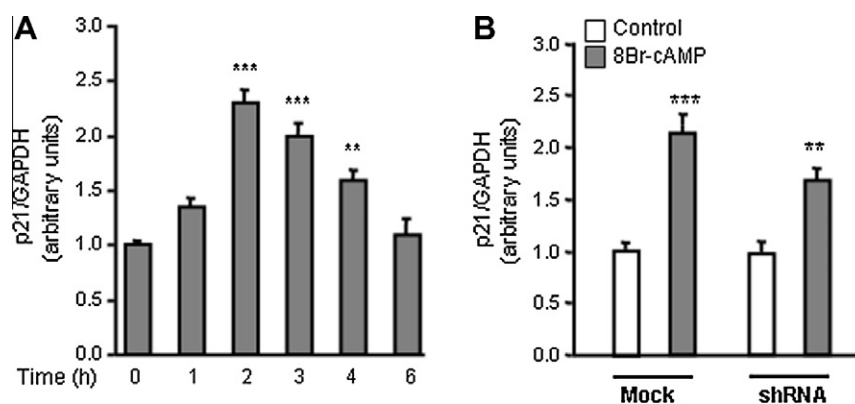 A
p21/GAPDH
(arbitrary units)
3.0
2.5
2.0
1.5
1.0
0.5
0.0
***
***
**
Time (h) 0 1 2 3 4 6
B
Control
8Br-cAMP
p21/GAPDH
(arbitrary units)
3.0
2.5
2.0
1.5
1.0
0.5
0.0
***
**
Mock shRNA